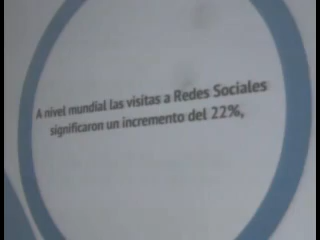 A nivel mundial las visitas a Redes Sociales
significaron un incremento del 22%,